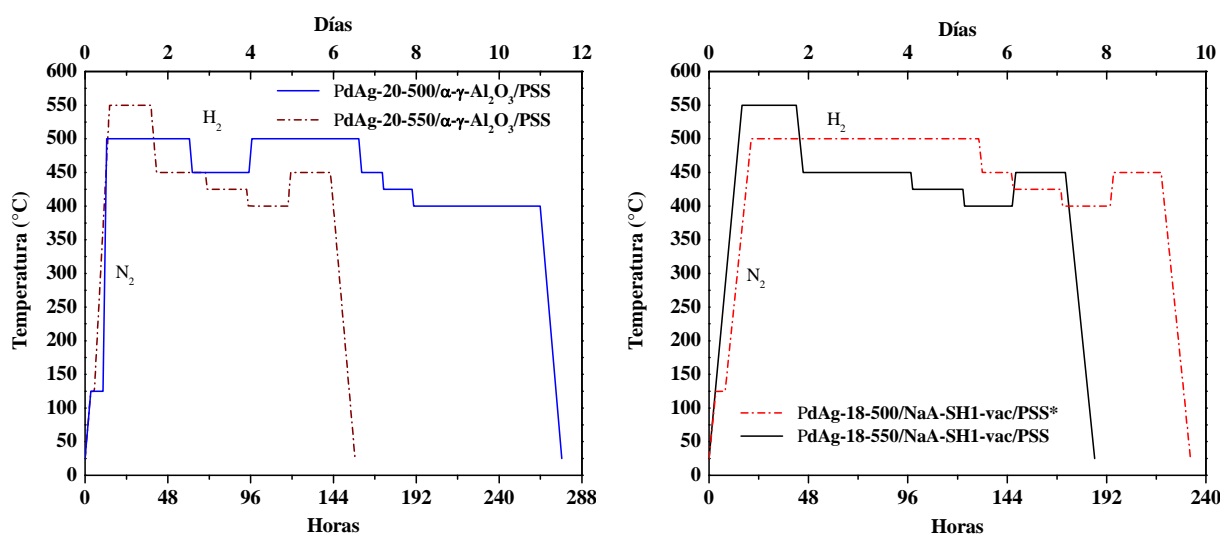 Días
0 2 4 6 8 10 12
600
550
500
450
400
350
300
250
200
150
100
50
0
Temperatura (°C)
PdAg-20-500/α-γ-Al₂O₃/PSS
PdAg-20-550/α-γ-Al₂O₃/PSS
H₂
N₂
0 48 96 144 192 240 288
Horas
Días
0 2 4 6 8 10
600
550
500
450
400
350
300
250
200
150
100
50
0
Temperatura (°C)
H₂
N₂
PdAg-18-500/NaA-SH1-vac/PSS*
PdAg-18-550/NaA-SH1-vac/PSS
0 48 96 144 192 240
Horas